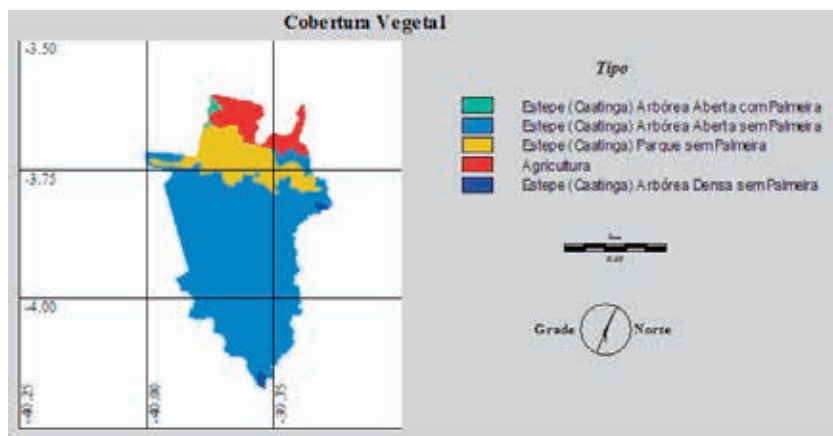 Cobertura Vegetal
-3.50
-3.75
-4.00
-40.25
-40.00
Tipo
Estepe (Caatinga) Arbórea Aberta com Palmeira
Estepe (Caatinga) Arbórea Aberta sem Palmeira
Estepe (Caatinga) Parque sem Palmeira
Agricultura
Estepe (Caatinga) Arbórea Densa sem Palmeira
Grade Norte